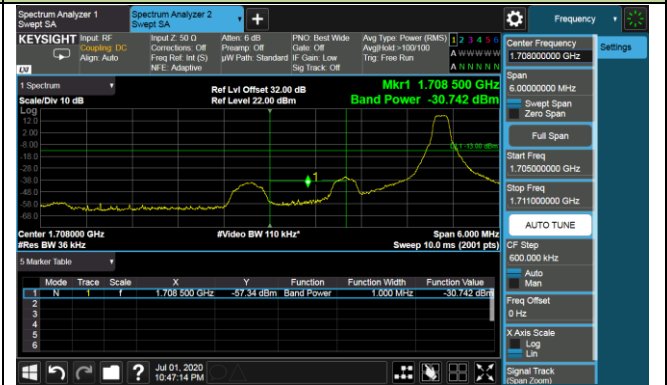 Spectrum Analyzer 1
Swept SA
Spectrum Analyzer 2
Swept SA
+
Frequency
KEYSIGHT
Input: RF
Coupling: DC
Align: Auto
Input Z: 50 Ω
Corrections: Off
Freq Ref: Int (S)
NFE: Adaptive
Atten: 6 dB
Preamp: Off
µW Path: Standard
PNO: Best Wide
Gate: Off
IF Gain: Low
Sig Track: Off
Avg Type: Power (RMS)
Avg|Hold:>100/100
Trig: Free Run
1 2 3 4 5 6
A W W W W W
A N N N N N
LXI
1 Spectrum
Scale/Div 10 dB
Ref Lvl Offset 32.00 dB
Ref Level 22.00 dBm
Mkr1 1.708 500 GHz
Band Power -30.742 dBm
Log
12.0
2.00
-8.00
-18.0
-28.0
-38.0
-48.0
-58.0
-68.0
DL1 -13.00 dBm
1
Center 1.708000 GHz
#Res BW 36 kHz
#Video BW 110 kHz*
Span 6.000 MHz
Sweep 10.0 ms (2001 pts)
5 Marker Table
Mode Trace Scale X Y Function Function Width Function Value
1 N 1 f 1.708 500 GHz -57.34 dBm Band Power 1.000 MHz -30.742 dBm
2
3
4
5
6
?
Jul 01, 2020
10:47:14 PM
Center Frequency
1.708000000 GHz
Settings
Span
6.00000000 MHz
Swept Span
Zero Span
Full Span
Start Freq
1.705000000 GHz
Stop Freq
1.711000000 GHz
AUTO TUNE
CF Step
600.000 kHz
Auto
Man
Freq Offset
0 Hz
X Axis Scale
Log
Lin
Signal Track
(Span Zoom)